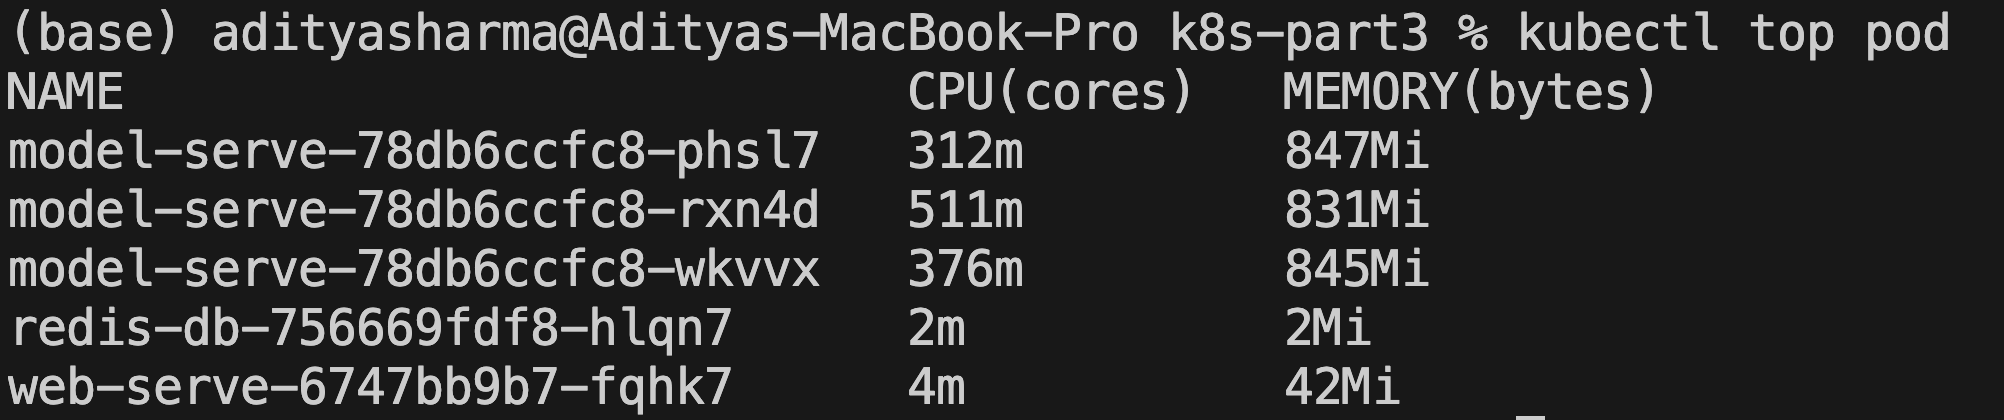 (base) adityasharma@Adityas-MacBook-Pro k8s-part3 % kubectl top pod
NAME CPU(cores) MEMORY(bytes)
model-serve-78db6ccfc8-phsl7 312m 847Mi
model-serve-78db6ccfc8-rxn4d 511m 831Mi
model-serve-78db6ccfc8-wkvvx 376m 845Mi
redis-db-756669fdf8-hlqn7 2m 2Mi
web-serve-6747bb9b7-fqhk7 4m 42Mi